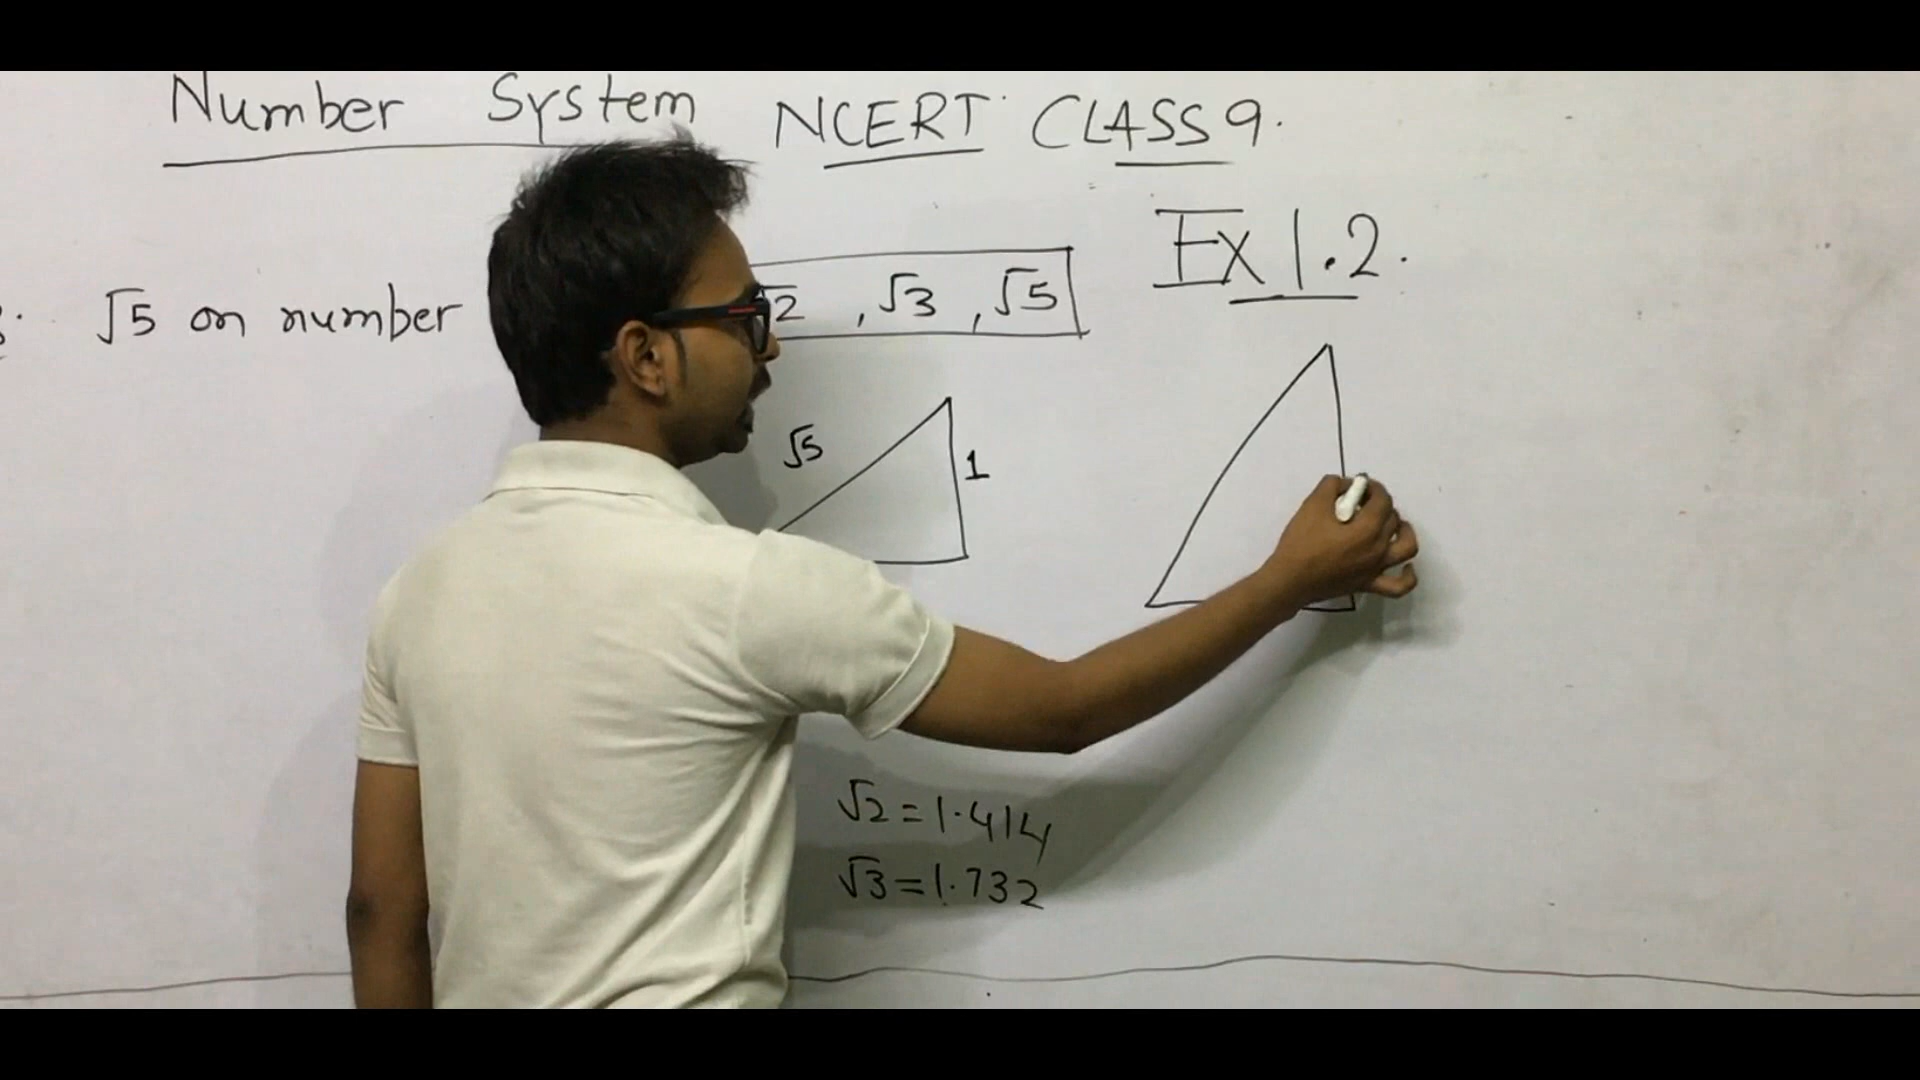 Number System NCERT CLASS 9.
Ex 1.2.
√5 on number
√2 , √3 , √5
√5
1
√2 = 1.414
√3 = 1.732